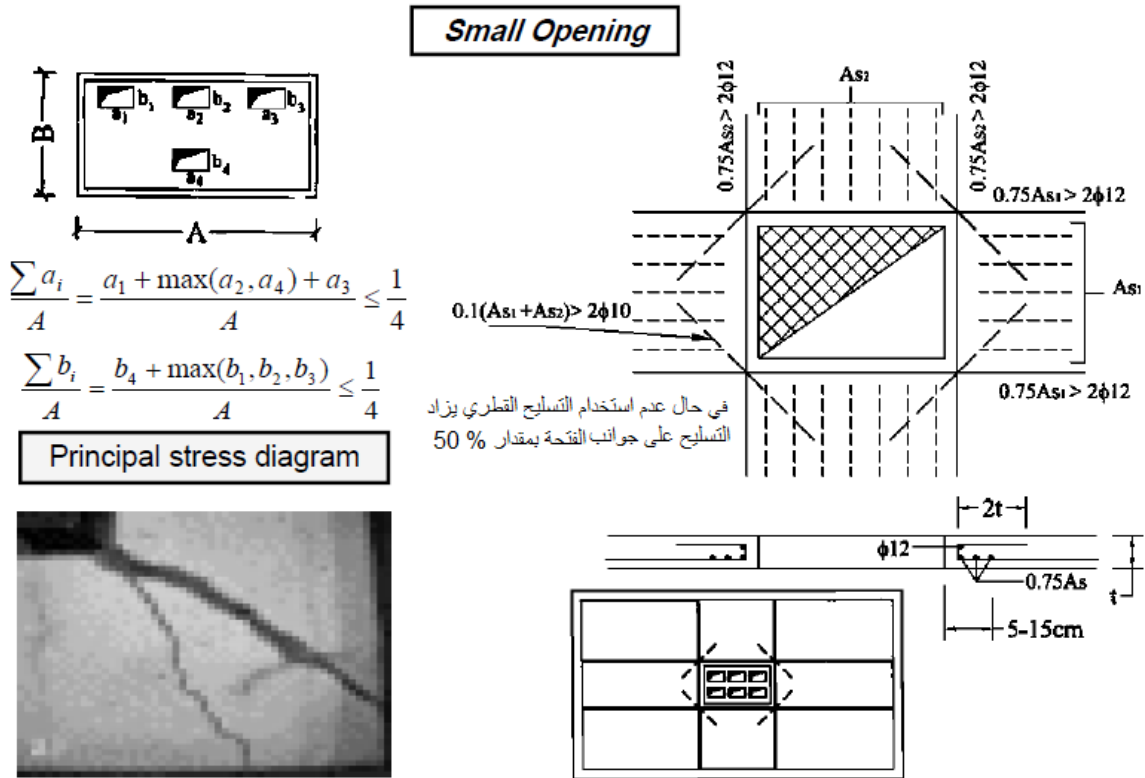 Small Opening
B
a₁ b₁
a₂ b₂
a₃ b₃
a₄ b₄
A
∑aᵢ/A = (a₁ + max(a₂, a₄) + a₃)/A ≤ 1/4
∑bᵢ/A = (b₄ + max(b₁, b₂, b₃))/A ≤ 1/4
Principal stress diagram
0.75As₂ > 2ϕ12
As₂
0.75As₂ > 2ϕ12
0.75As₁ > 2ϕ12
As₁
0.1(As₁ + As₂) > 2ϕ10
0.75As₁ > 2ϕ12
في حال عدم استخدام التسليح القطري يزاد
التسليح على جوانب الفتحة بمقدار % 50
2t
ϕ12
0.75As
t
5-15cm